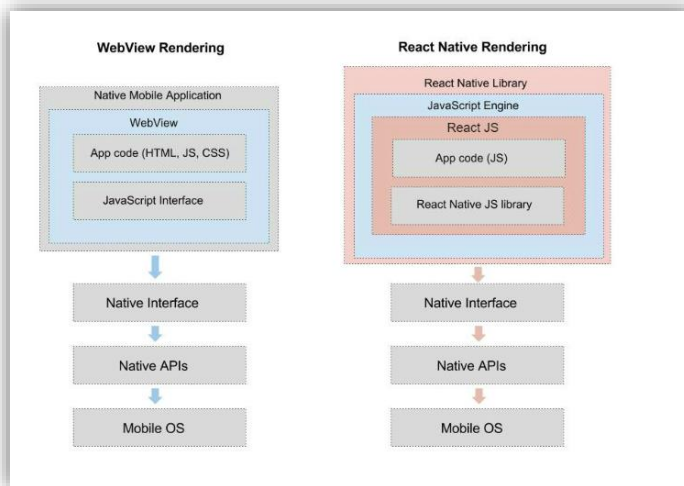 WebView Rendering
Native Mobile Application
WebView
App code (HTML, JS, CSS)
JavaScript Interface
Native Interface
Native APIs
Mobile OS
React Native Rendering
React Native Library
JavaScript Engine
React JS
App code (JS)
React Native JS library
Native Interface
Native APIs
Mobile OS